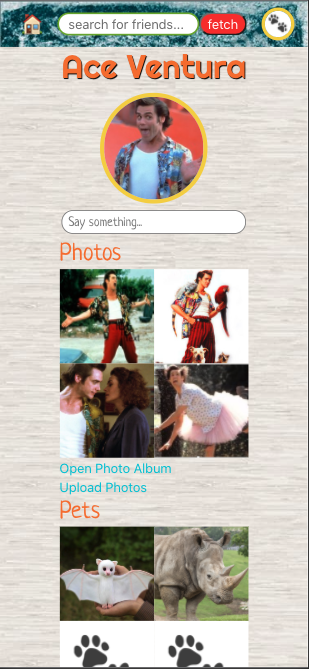 search for friends...
fetch
Ace Ventura
Say something...
Photos
Open Photo Album
Upload Photos
Pets